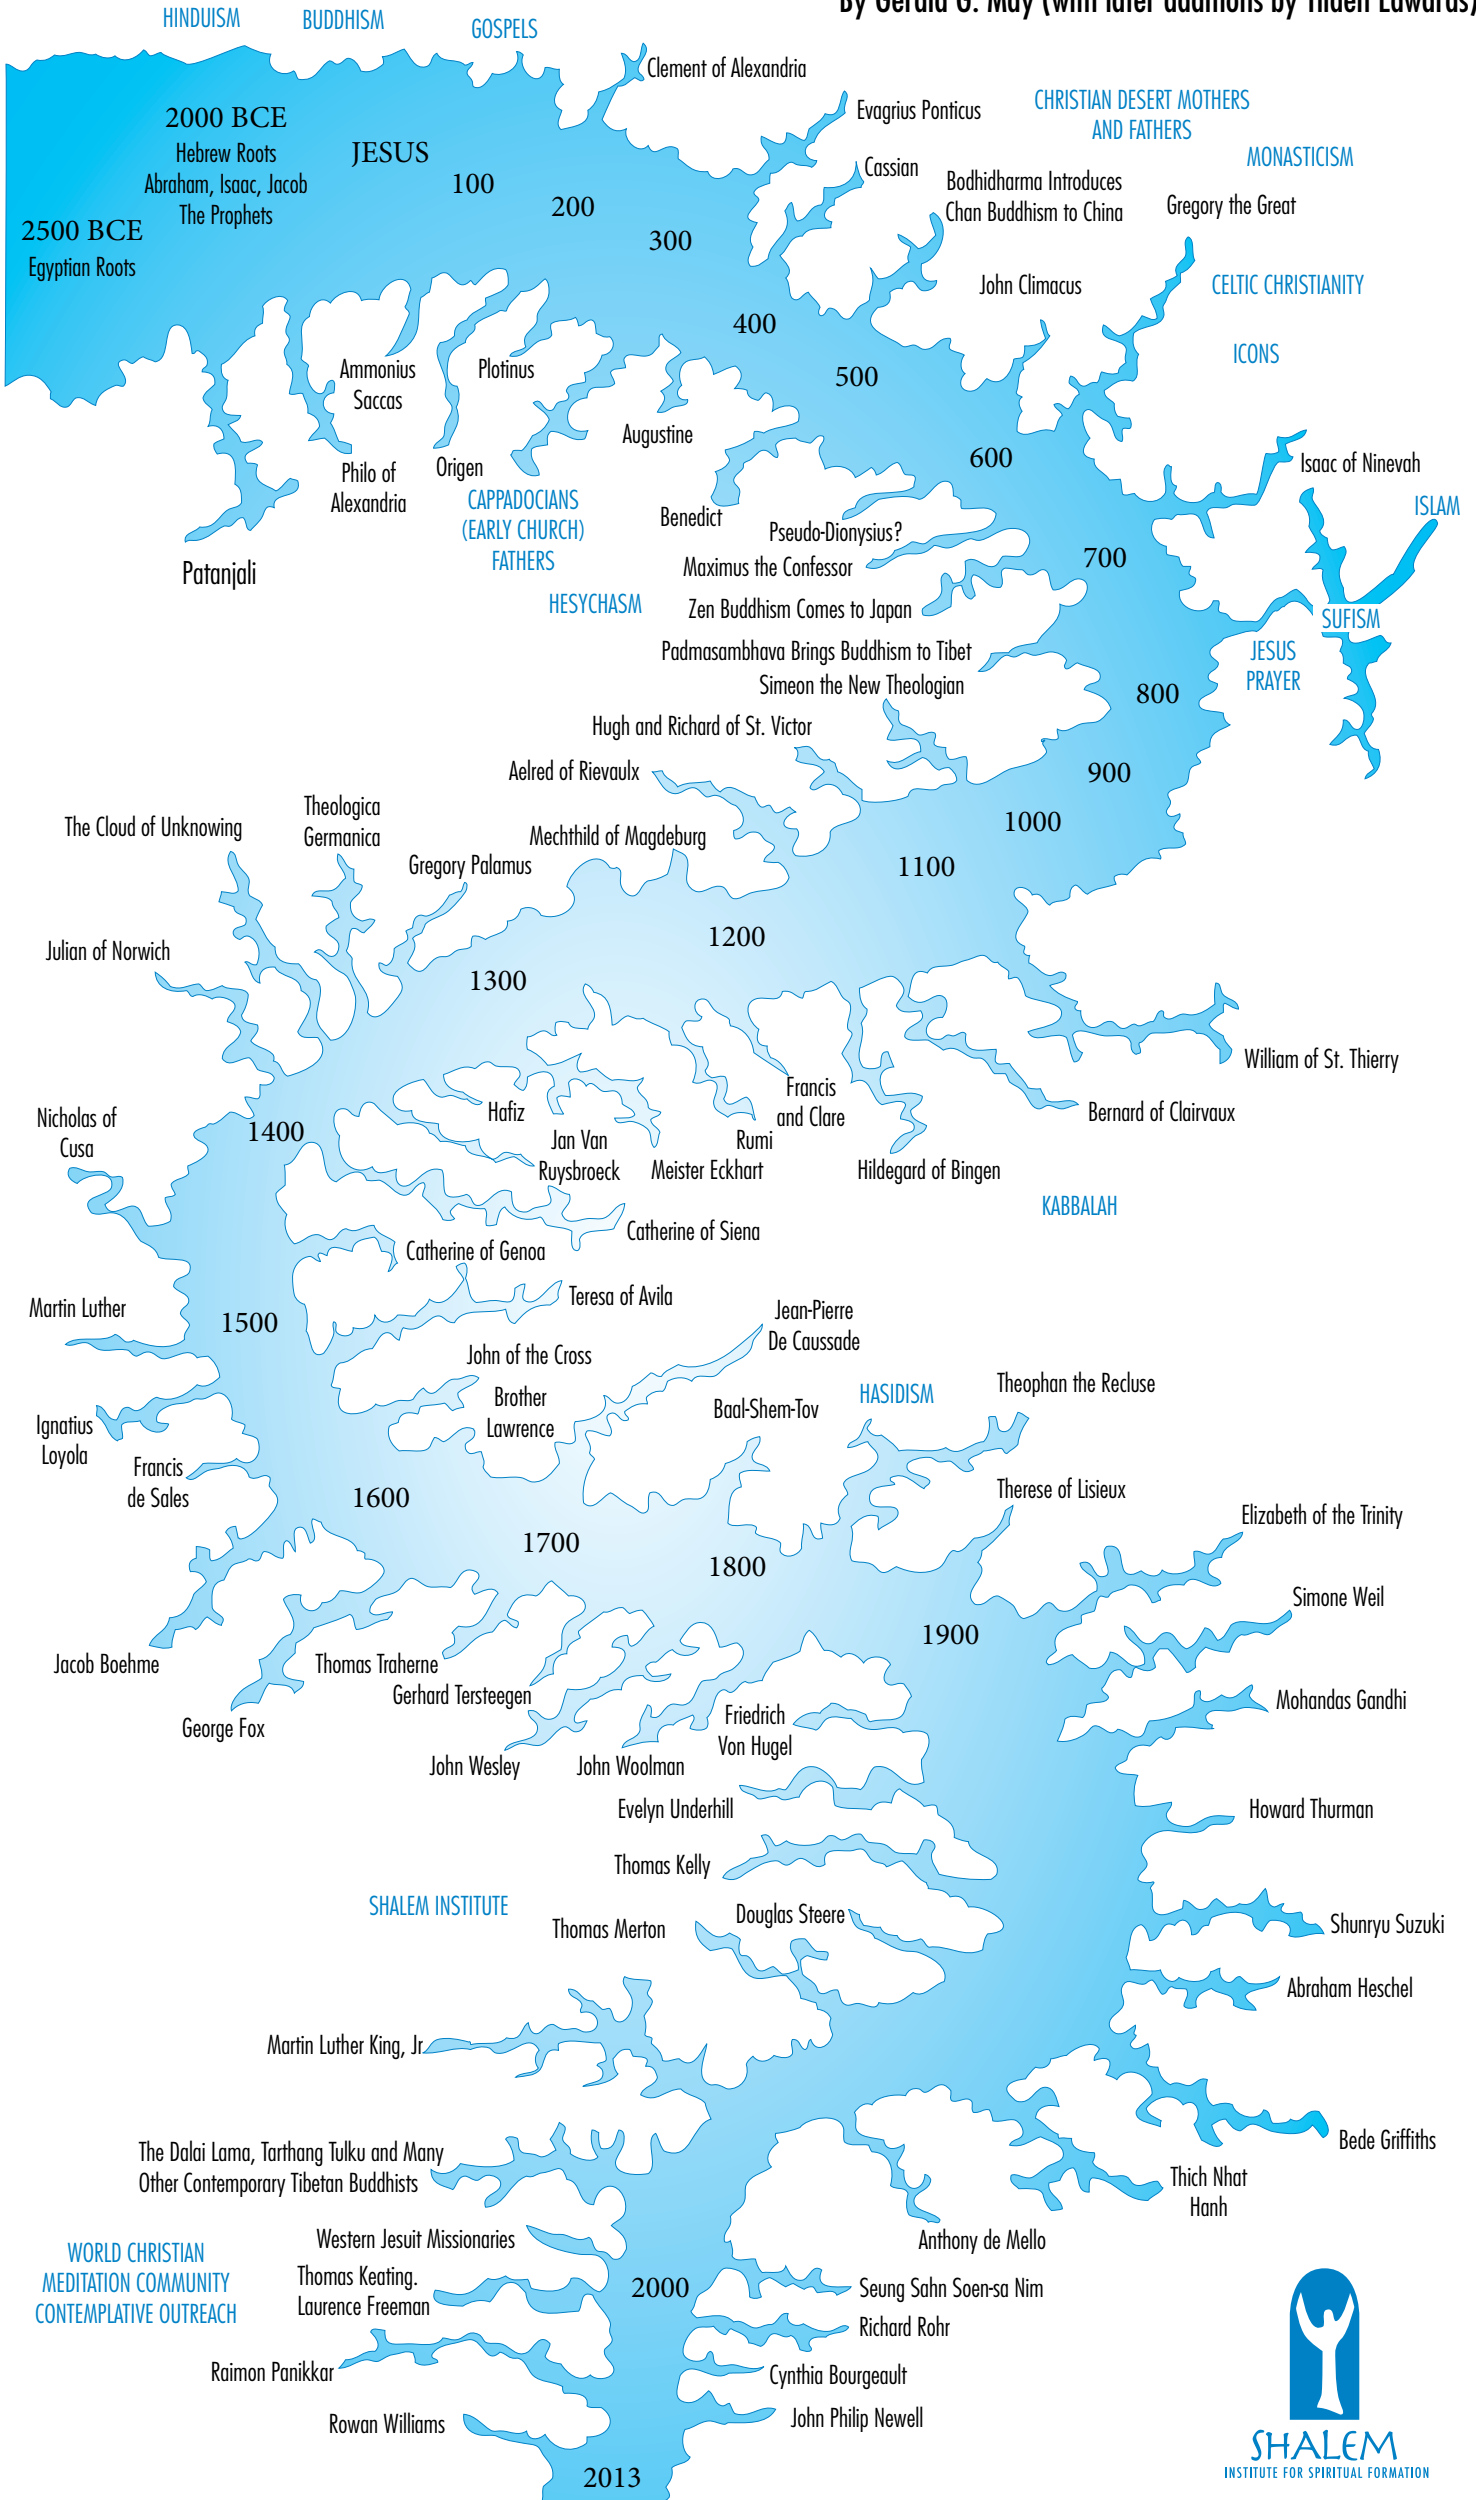 By Gerald G. May (with later additions by Tilden Edwards)
HINDUISM
BUDDHISM
GOSPELS
Clement of Alexandria
Evagrius Ponticus
CHRISTIAN DESERT MOTHERS
AND FATHERS
MONASTICISM
2000 BCE
Hebrew Roots
Abraham, Isaac, Jacob
The Prophets
JESUS
100
200
300
2500 BCE
Egyptian Roots
Cassian
Bodhidharma Introduces
Chan Buddhism to China
Gregory the Great
John Climacus
CELTIC CHRISTIANITY
ICONS
400
500
600
Ammonius
Saccas
Plotinus
Augustine
Philo of
Alexandria
Origen
CAPPADOCIANS
(EARLY CHURCH)
FATHERS
Patanjali
Benedict
Pseudo-Dionysius?
Maximus the Confessor
HESYCHASM
Zen Buddhism Comes to Japan
Padmasambhava Brings Buddhism to Tibet
Simeon the New Theologian
Isaac of Ninevah
ISLAM
700
SUFISM
JESUS
PRAYER
800
900
1000
1100
Hugh and Richard of St. Victor
Aelred of Rievaulx
Mechthild of Magdeburg
Theologica
Germanica
The Cloud of Unknowing
Gregory Palamus
Julian of Norwich
1200
1300
William of St. Thierry
Bernard of Clairvaux
Francis
and Clare
Hildegard of Bingen
Rumi
Meister Eckhart
Jan Van
Ruysbroeck
Hafiz
KABBALAH
Nicholas of
Cusa
1400
Catherine of Siena
Catherine of Genoa
Martin Luther
1500
Teresa of Avila
Jean-Pierre
De Caussade
John of the Cross
Brother
Lawrence
Baal-Shem-Tov
HASIDISM
Theophan the Recluse
Ignatius
Loyola
Francis
de Sales
1600
1700
1800
Therese of Lisieux
Elizabeth of the Trinity
Simone Weil
1900
Jacob Boehme
George Fox
Thomas Traherne
Gerhard Tersteegen
John Wesley
John Woolman
Friedrich
Von Hugel
Mohandas Gandhi
Evelyn Underhill
Howard Thurman
Thomas Kelly
SHALEM INSTITUTE
Thomas Merton
Douglas Steere
Shunryu Suzuki
Abraham Heschel
Martin Luther King, Jr.
Bede Griffiths
The Dalai Lama, Tarthang Tulku and Many
Other Contemporary Tibetan Buddhists
Thich Nhat
Hanh
Anthony de Mello
Western Jesuit Missionaries
WORLD CHRISTIAN
MEDITATION COMMUNITY
CONTEMPLATIVE OUTREACH
Thomas Keating.
Laurence Freeman
2000
Seung Sahn Soen-sa Nim
Richard Rohr
Raimon Panikkar
Cynthia Bourgeault
Rowan Williams
John Philip Newell
2013
SHALEM
INSTITUTE FOR SPIRITUAL FORMATION